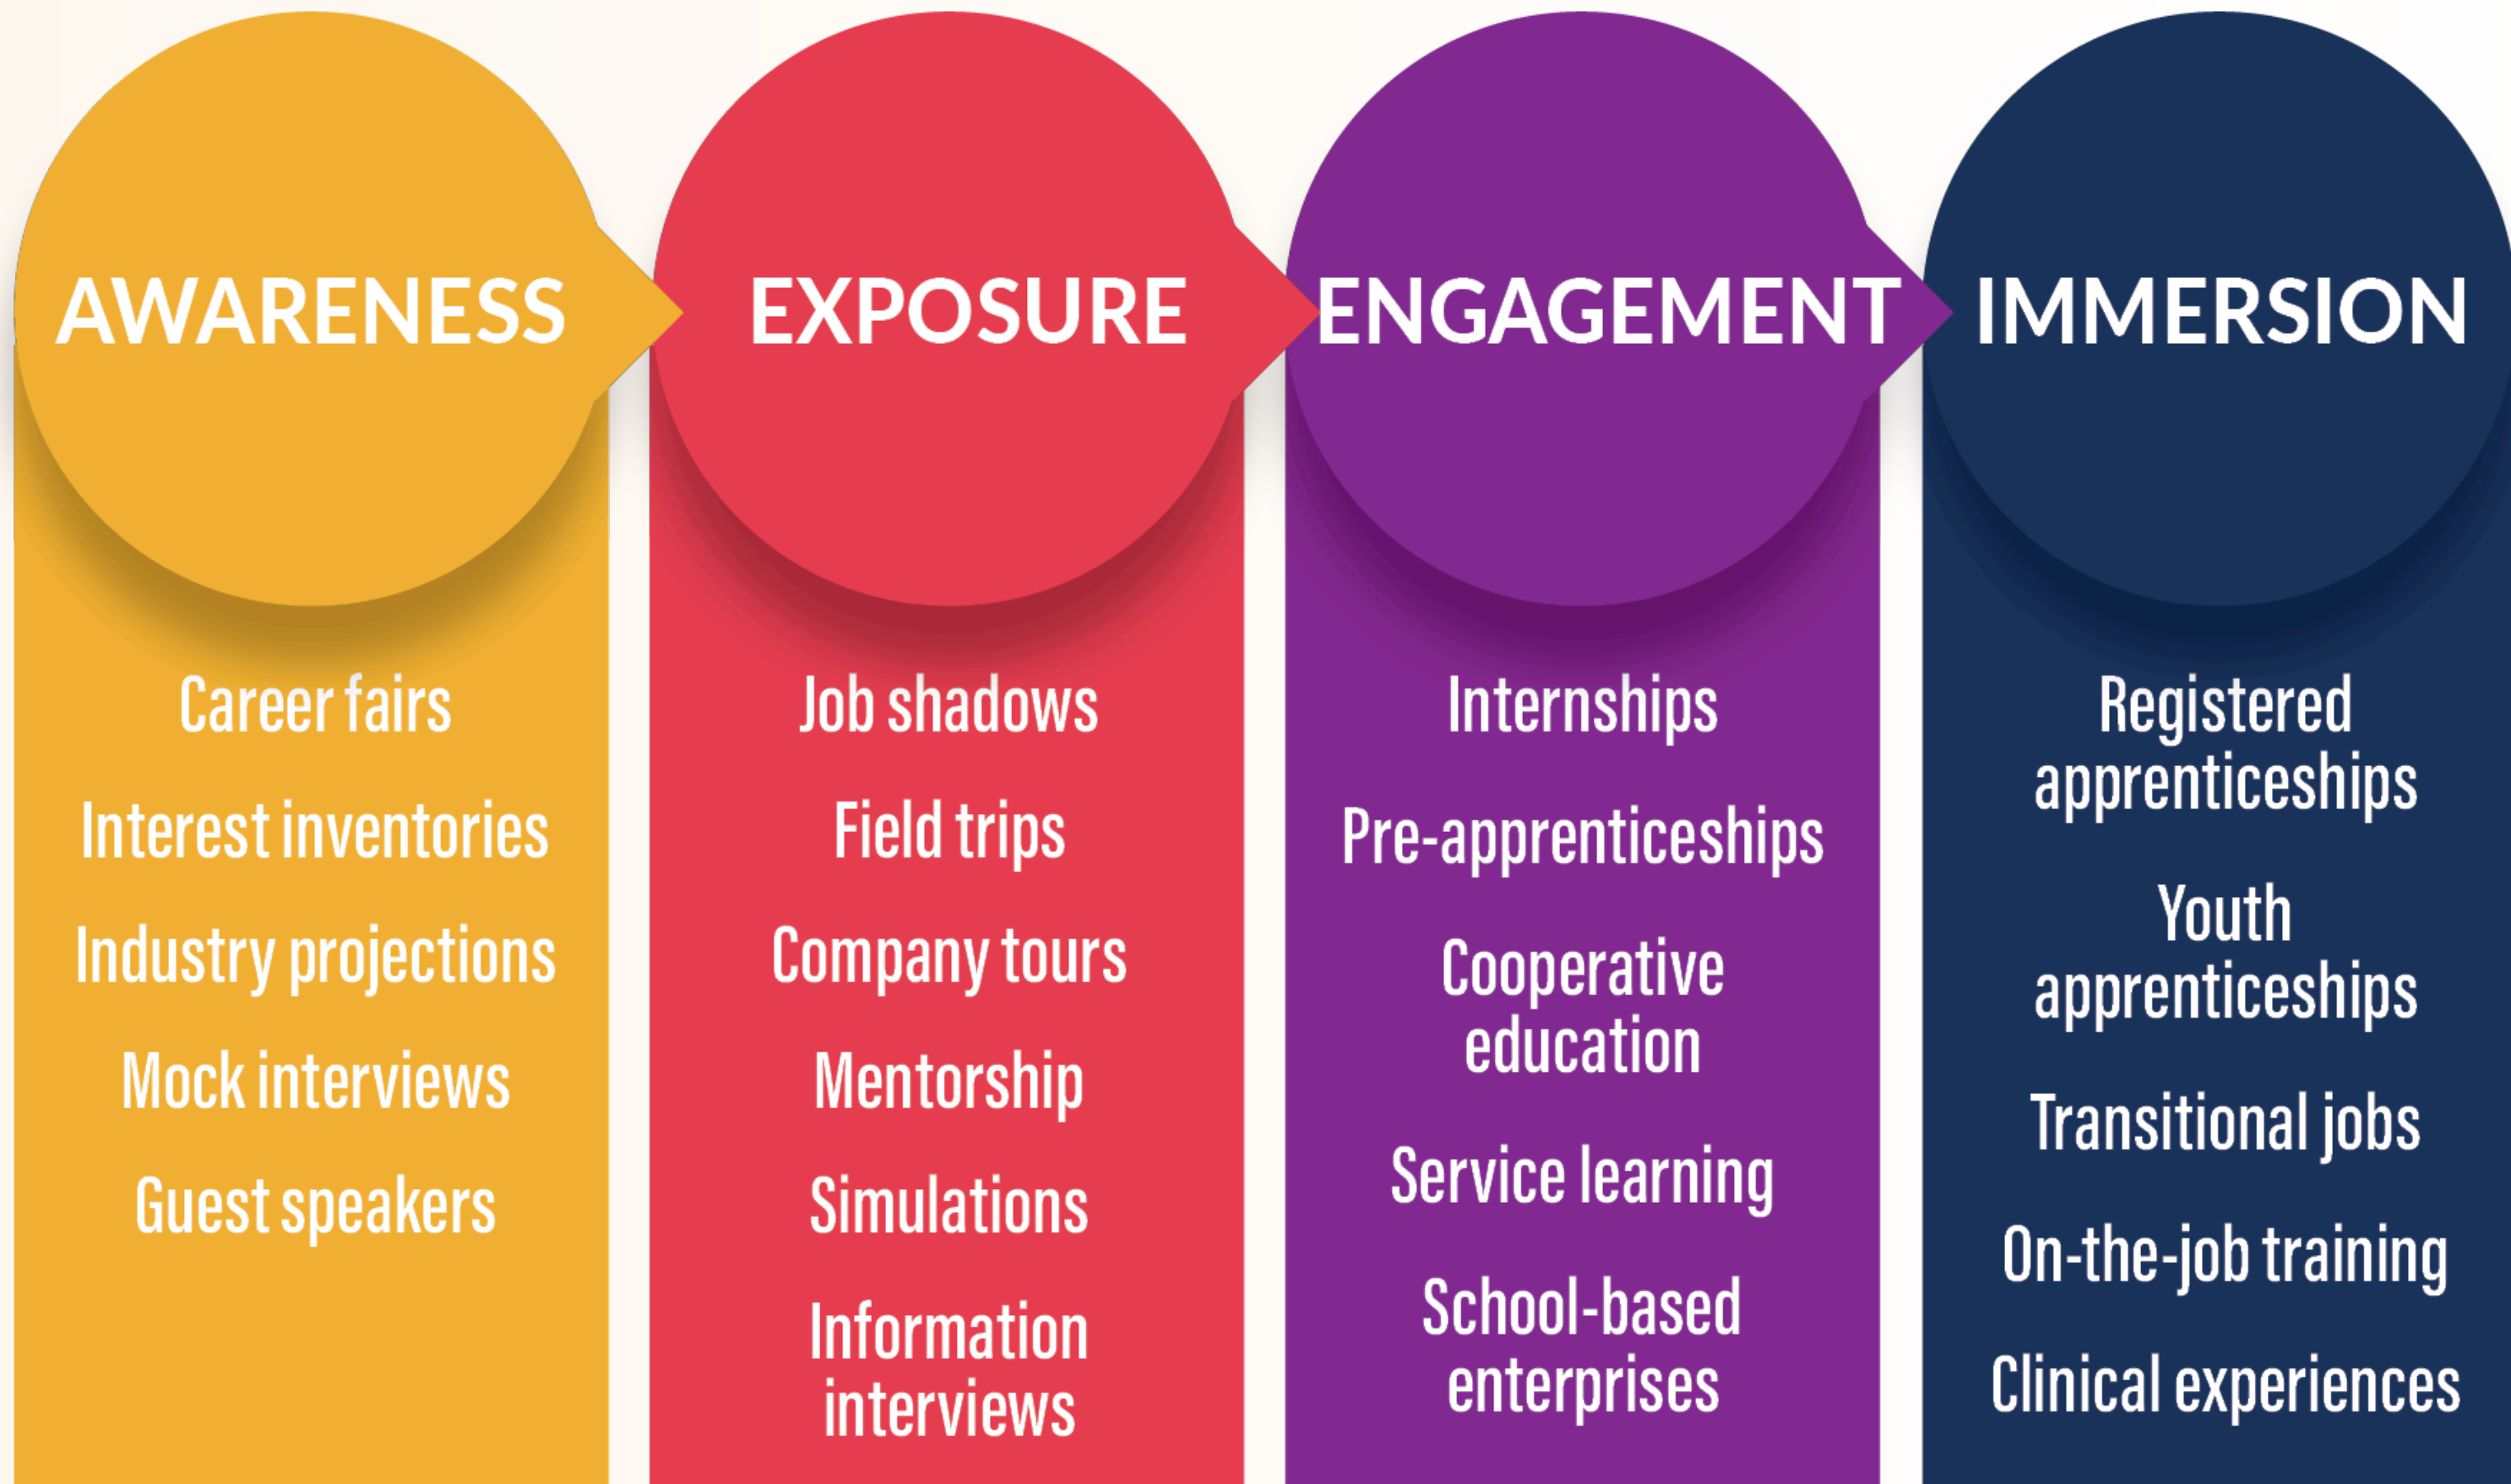 AWARENESS
Career fairs
Interest inventories
Industry projections
Mock interviews
Guest speakers
EXPOSURE
Job shadows
Field trips
Company tours
Mentorship
Simulations
Information
interviews
ENGAGEMENT
Internships
Pre-apprenticeships
Cooperative
education
Service learning
School-based
enterprises
IMMERSION
Registered
apprenticeships
Youth
apprenticeships
Transitional jobs
On-the-job training
Clinical experiences